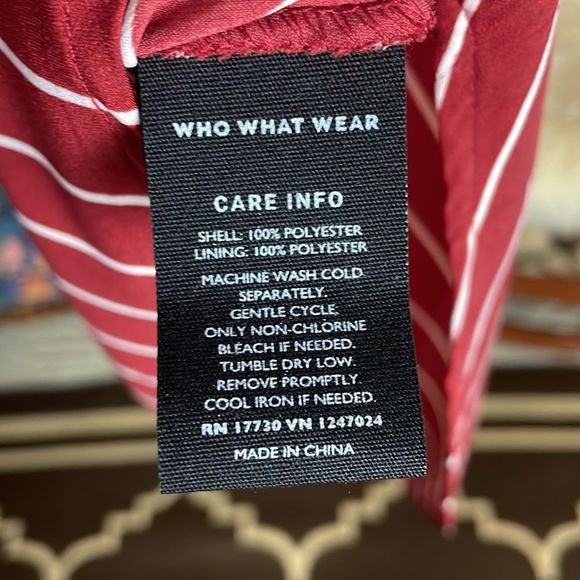 WHO WHAT WEAR
CARE INFO
SHELL: 100% POLYESTER
LINING: 100% POLYESTER
MACHINE WASH COLD
SEPARATELY.
GENTLE CYCLE.
ONLY NON-CHLORINE
BLEACH IF NEEDED.
TUMBLE DRY LOW.
REMOVE PROMPTLY.
COOL IRON IF NEEDED.
RN 17730 VN 1247024
MADE IN CHINA